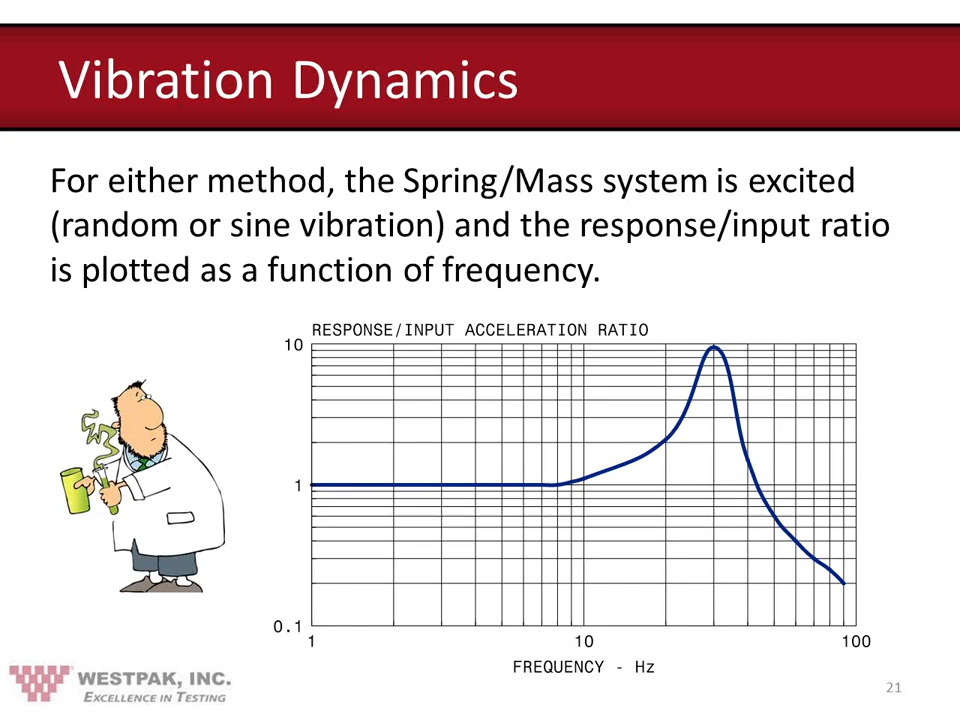 Vibration Dynamics
For either method, the Spring/Mass system is excited
(random or sine vibration) and the response/input ratio
is plotted as a function of frequency.
RESPONSE/INPUT ACCELERATION RATIO
10
1
0.1
1 10 100
FREQUENCY - Hz
WESTPAK, INC.
EXCELLENCE IN TESTING
21